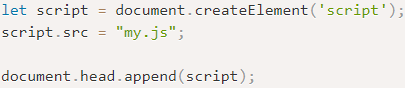 let script = document.createElement('script');
script.src = "my.js";
document.head.append(script);